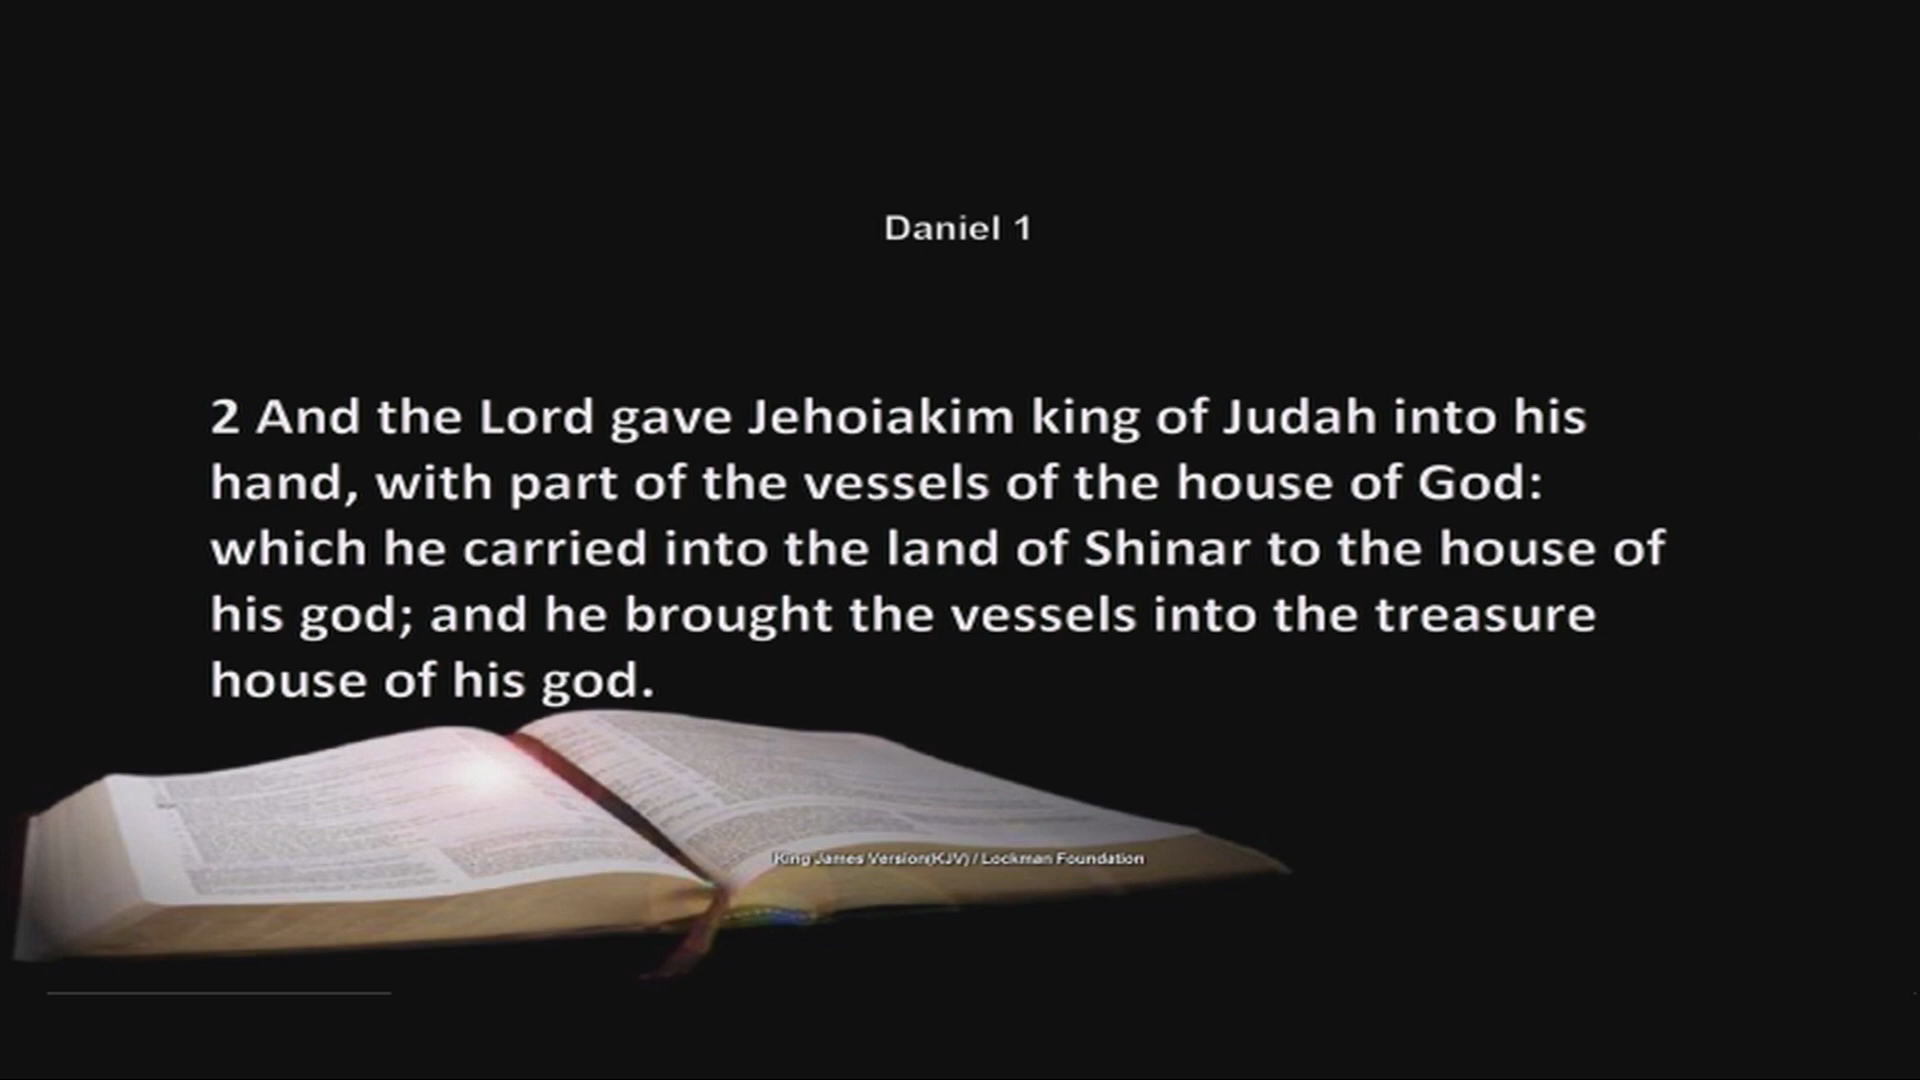 Daniel 1
2 And the Lord gave Jehoiakim king of Judah into his
hand, with part of the vessels of the house of God:
which he carried into the land of Shinar to the house of
his god; and he brought the vessels into the treasure
house of his god.
King James Version(KJV) / Lockman Foundation